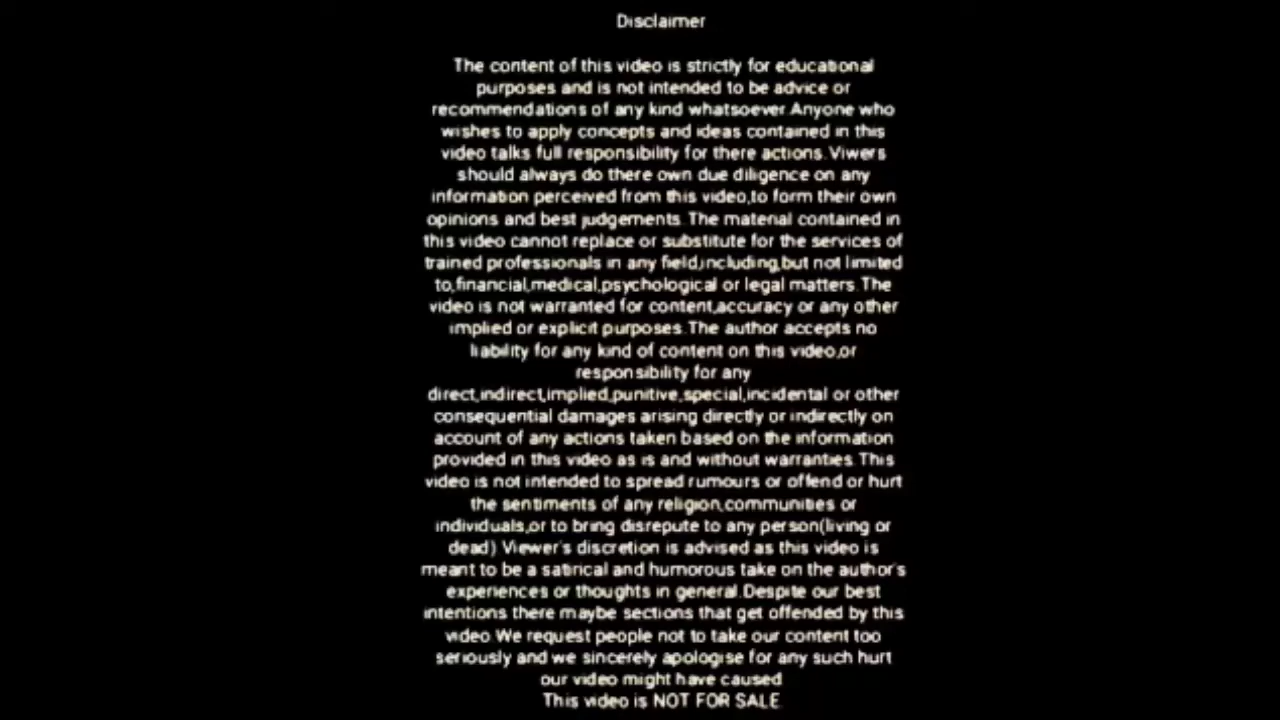 Disclaimer
The content of this video is strictly for educational
purposes and is not intended to be advice or
recommendations of any kind whatsoever.Anyone who
wishes to apply concepts and ideas contained in this
video talks full responsibility for there actions.Viwers
should always do there own due diligence on any
information perceived from this video,to form their own
opinions and best judgements.The material contained in
this video cannot replace or substitute for the services of
trained professionals in any field,including,but not limited
to,financial,medical,psychological or legal matters.The
video is not warranted for content,accuracy or any other
implied or explicit purposes.The author accepts no
liability for any kind of content on this video,or
responsibility for any
direct,indirect,implied,punitive,special,incidental or other
consequential damages arising directly or indirectly on
account of any actions taken based on the information
provided in this video as is and without warranties.This
video is not intended to spread rumours or offend or hurt
the sentiments of any religion,communities or
individuals,or to bring disrepute to any person(living or
dead) Viewer's discretion is advised as this video is
meant to be a satirical and humorous take on the author's
experiences or thoughts in general.Despite our best
intentions there maybe sections that get offended by this
video.We request people not to take our content too
seriously and we sincerely apologise for any such hurt
our video might have caused
This video is NOT FOR SALE